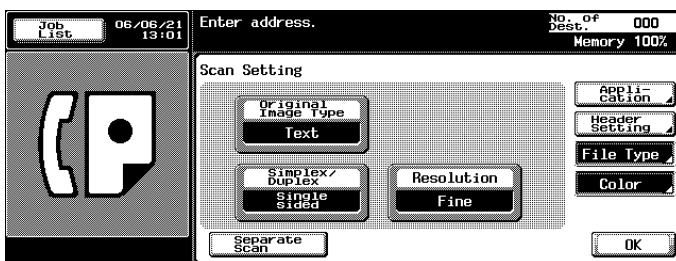 Job
List
06/06/21
13:01
Enter address.
No. of
Dest.
000
Memory 100%
Scan Setting
Original
Image Type
Text
Simplex/
Duplex
Single
sided
Resolution
Fine
Separate
Scan
Appli-
cation
Header
Setting
File Type
Color
OK